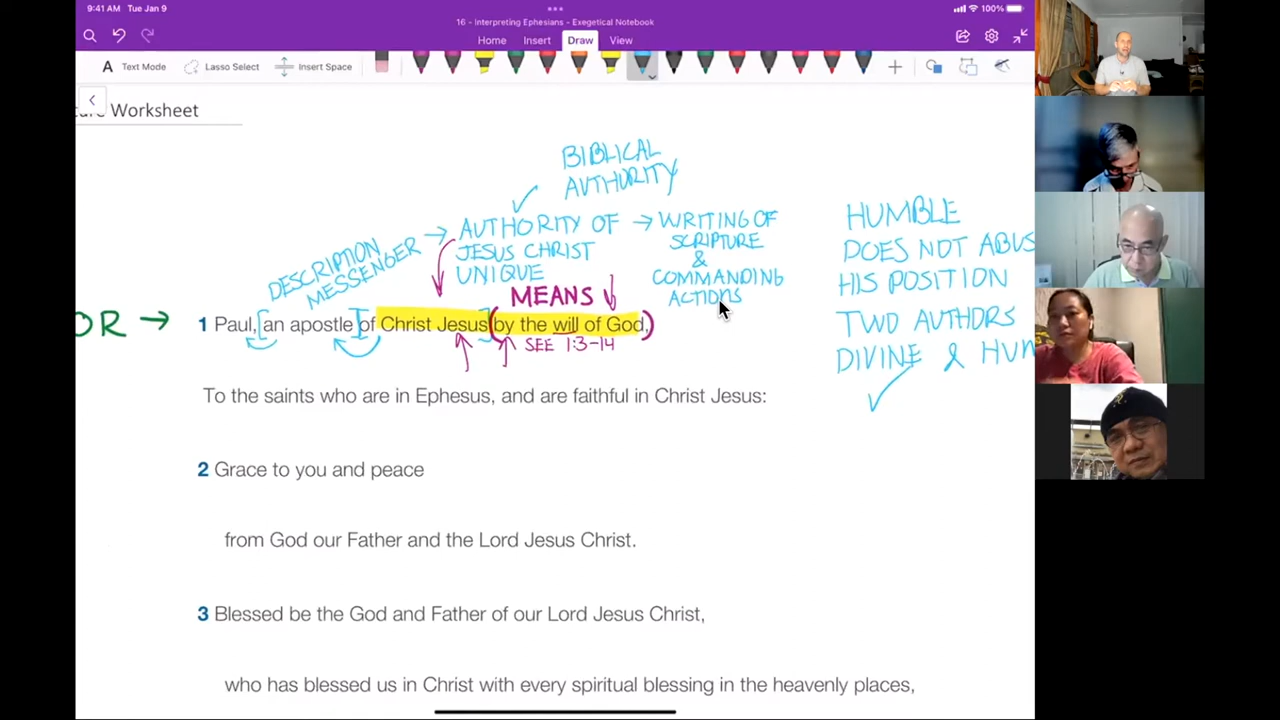 9:41 AM Tue Jan 9
100%
16 - Interpreting Ephesians - Exegetical Notebook
Home Insert Draw View
Text Mode Lasso Select Insert Space
Worksheet
BIBLICAL
AUTHORITY
DESCRIPTION
MESSENGER
AUTHORITY OF
JESUS CHRIST
UNIQUE
WRITING OF
SCRIPTURE
&
COMMANDING
ACTIONS
HUMBLE
DOES NOT ABUS
HIS POSITION
TWO AUTHORS
DIVINE & HUM
MEANS
OR → 1 Paul, [an apostle] of Christ Jesus (by the will of God,)
SEE 1:3-14
To the saints who are in Ephesus, and are faithful in Christ Jesus:
2 Grace to you and peace
from God our Father and the Lord Jesus Christ.
3 Blessed be the God and Father of our Lord Jesus Christ,
who has blessed us in Christ with every spiritual blessing in the heavenly places,